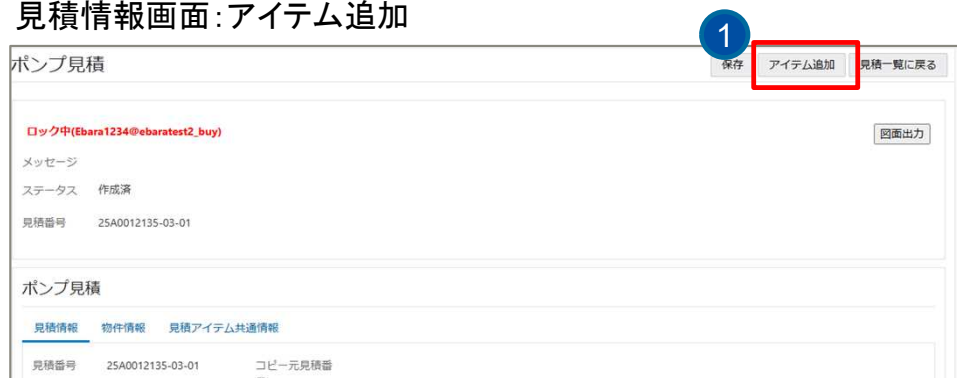 見積情報画面：アイテム追加
1
ポンプ見積
保存 アイテム追加 見積一覧に戻る
ロック中(Ebara1234@ebaratest2_buy)
図面出力
メッセージ
ステータス 作成済
見積番号 25A0012135-03-01
ポンプ見積
見積情報 物件情報 見積アイテム共通情報
見積番号 25A0012135-03-01 コピー元見積番